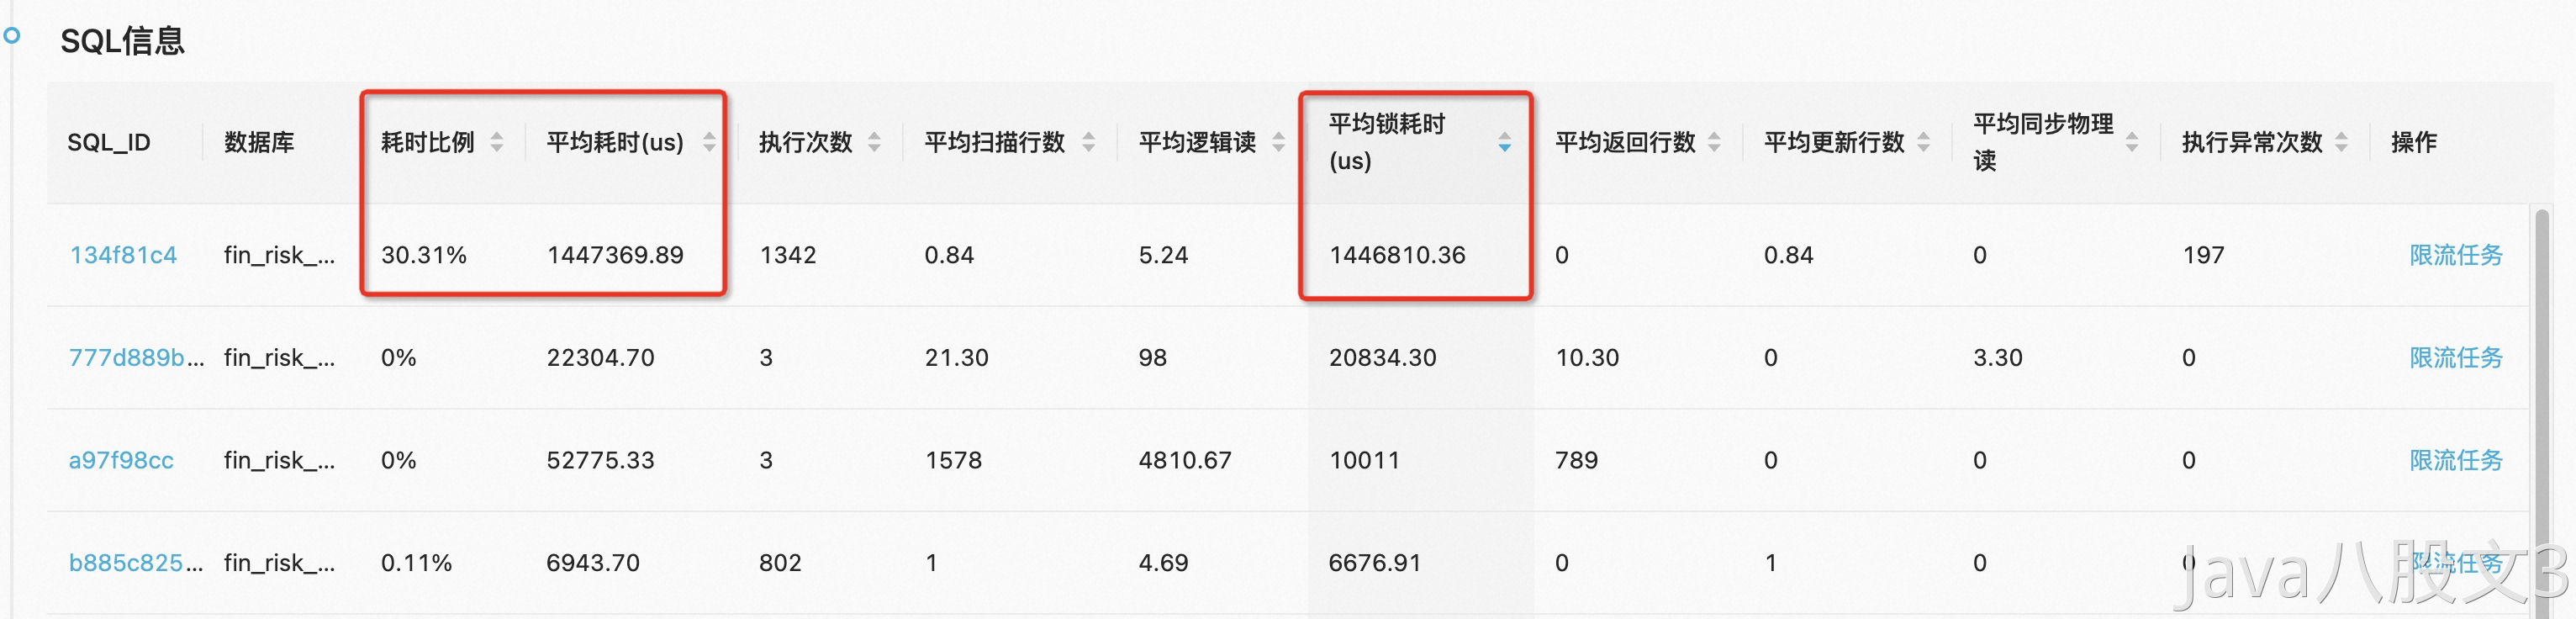 SQL信息
SQL_ID 数据库 耗时比例 平均耗时(us) 执行次数 平均扫描行数 平均逻辑读 平均锁耗时(us) 平均返回行数 平均更新行数 平均同步物理读 执行异常次数 操作
134f81c4 fin_risk_... 30.31% 1447369.89 1342 0.84 5.24 1446810.36 0 0.84 0 197 限流任务
777d889b... fin_risk_... 0% 22304.70 3 21.30 98 20834.30 10.30 0 3.30 0 限流任务
a97f98cc fin_risk_... 0% 52775.33 3 1578 4810.67 10011 789 0 0 0 限流任务
b885c825... fin_risk_... 0.11% 6943.70 802 1 4.69 6676.91 0 1 0 0 限流任务
Java八股文3